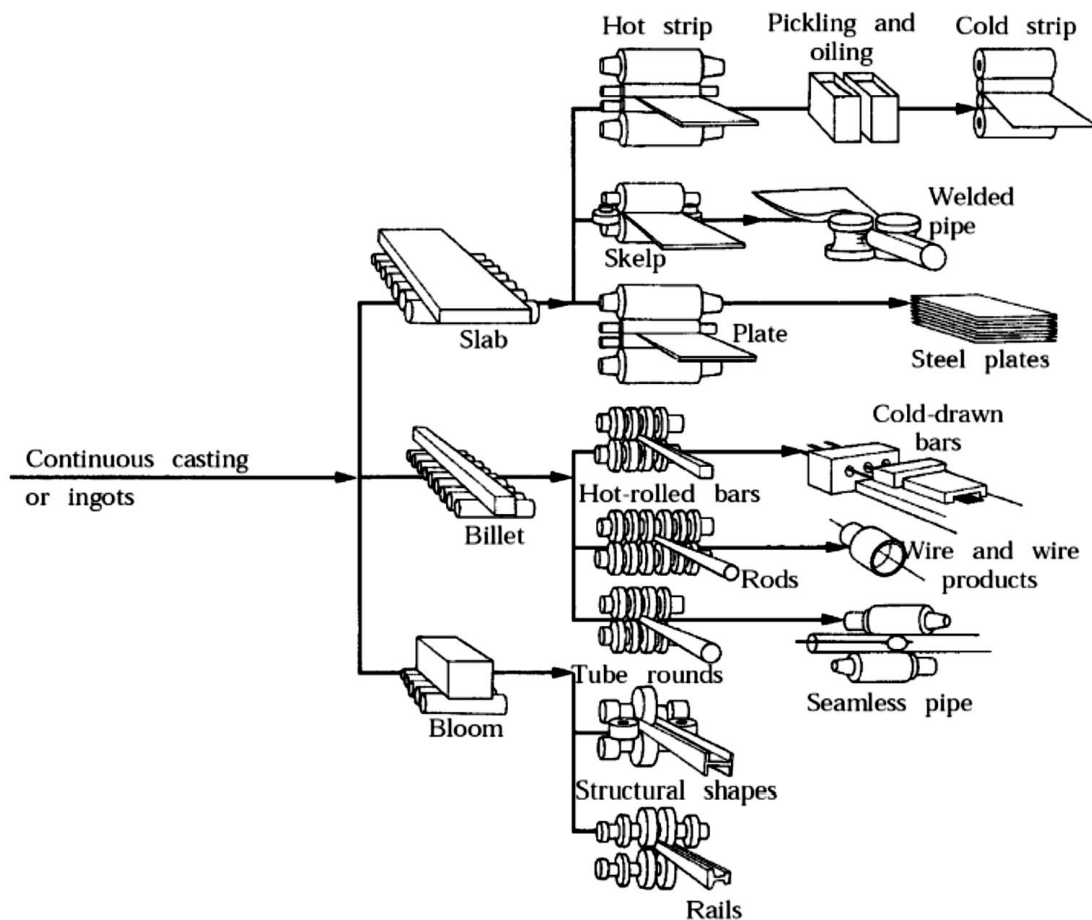 Hot strip
Pickling and
oiling
Cold strip
Skelp
Welded
pipe
Slab
Plate
Steel plates
Continuous casting
or ingots
Billet
Hot-rolled bars
Cold-drawn
bars
Rods
Wire and wire
products
Tube rounds
Seamless pipe
Bloom
Structural shapes
Rails